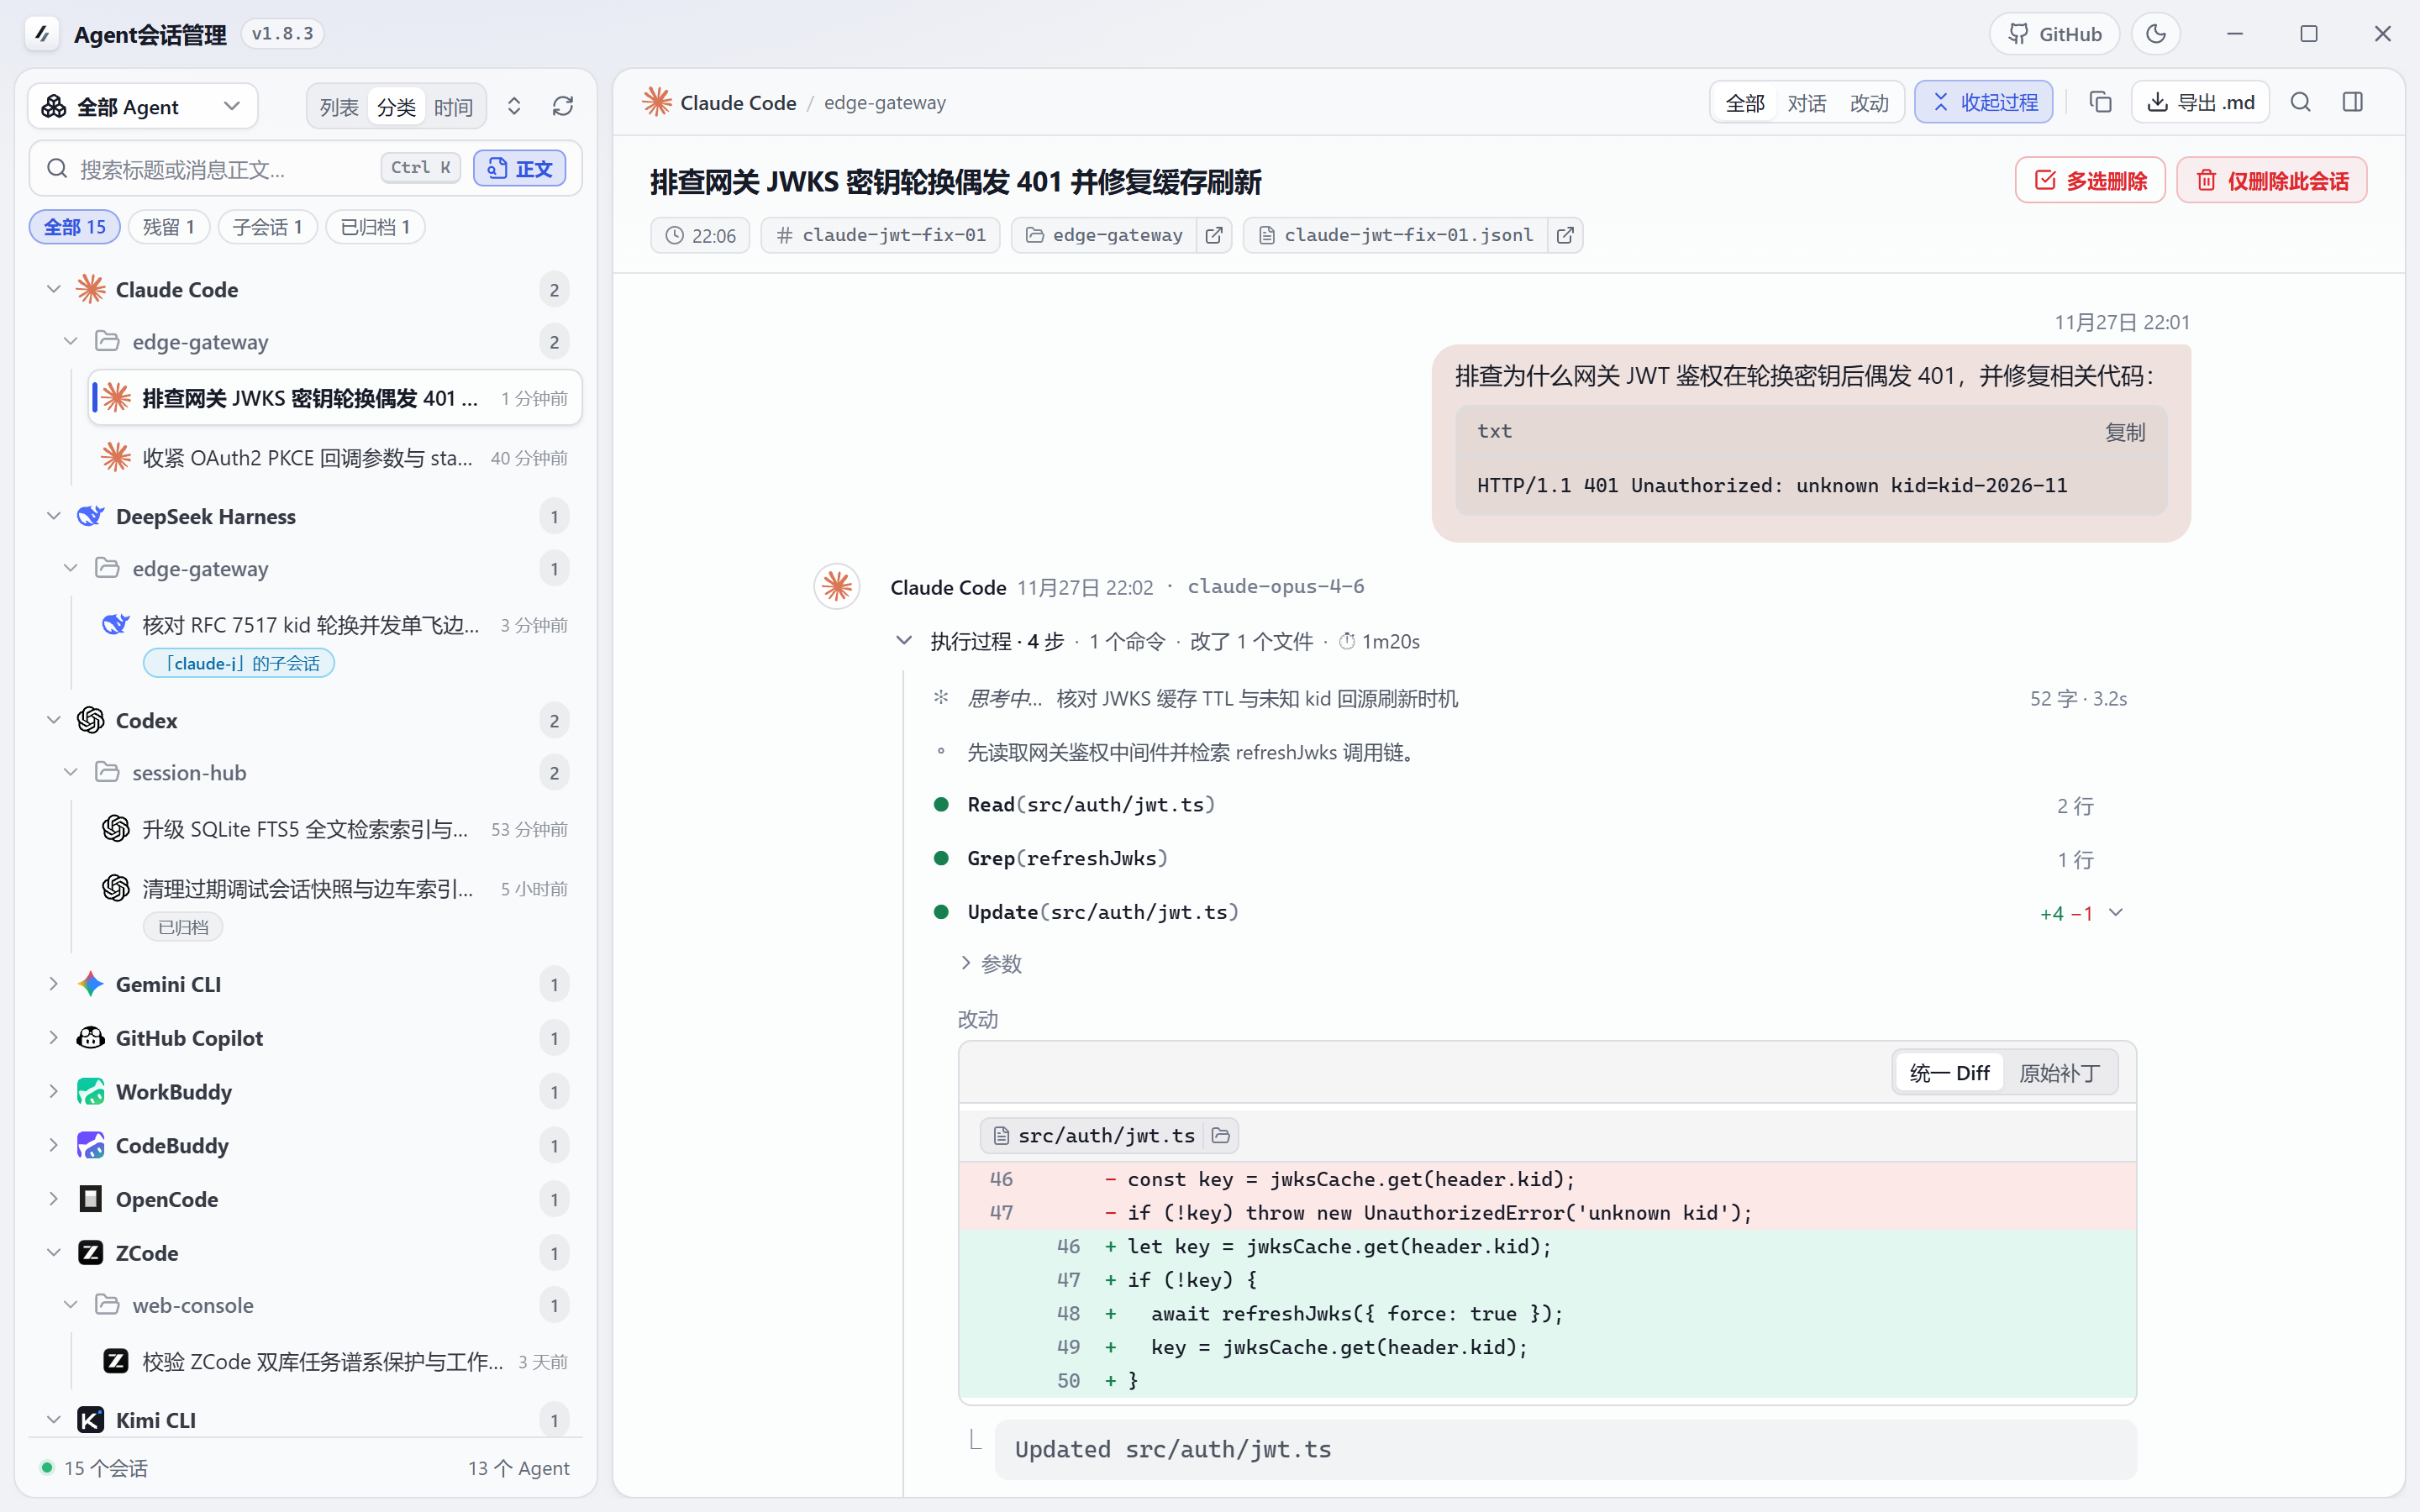 Agent会话管理 v1.8.3 GitHub
全部 Agent 列表 分类 时间
搜索标题或消息正文... Ctrl K 正文
全部 15 残留 1 子会话 1 已归档 1
Claude Code 2
edge-gateway 2
排查网关 JWKS 密钥轮换偶发 401 ... 1 分钟前
收紧 OAuth2 PKCE 回调参数与 sta... 40 分钟前
DeepSeek Harness 1
edge-gateway 1
核对 RFC 7517 kid 轮换并发单飞边... 3 分钟前
「claude-j」的子会话
Codex 2
session-hub 2
升级 SQLite FTS5 全文检索索引与... 53 分钟前
清理过期调试会话快照与边车索引... 5 小时前
已归档
Gemini CLI 1
GitHub Copilot 1
WorkBuddy 1
CodeBuddy 1
OpenCode 1
ZCode 1
web-console 1
校验 ZCode 双库任务谱系保护与工作... 3 天前
Kimi CLI 1
15 个会话 13 个 Agent
Claude Code / edge-gateway 全部 对话 改动 收起过程 导出 .md
排查网关 JWKS 密钥轮换偶发 401 并修复缓存刷新 多选删除 仅删除此会话
22:06 # claude-jwt-fix-01 edge-gateway claude-jwt-fix-01.jsonl
11月27日 22:01
排查为什么网关 JWT 鉴权在轮换密钥后偶发 401，并修复相关代码：
txt 复制
HTTP/1.1 401 Unauthorized: unknown kid=kid-2026-11
Claude Code 11月27日 22:02 · claude-opus-4-6
执行过程 · 4 步 · 1 个命令 · 改了 1 个文件 · 1m20s
思考中... 核对 JWKS 缓存 TTL 与未知 kid 回源刷新时机 52 字 · 3.2s
先读取网关鉴权中间件并检索 refreshJwks 调用链。
Read(src/auth/jwt.ts) 2 行
Grep(refreshJwks) 1 行
Update(src/auth/jwt.ts) +4 −1
参数
改动
统一 Diff 原始补丁
src/auth/jwt.ts
46 - const key = jwksCache.get(header.kid);
47 - if (!key) throw new UnauthorizedError('unknown kid');
46 + let key = jwksCache.get(header.kid);
47 + if (!key) {
48 + await refreshJwks({ force: true });
49 + key = jwksCache.get(header.kid);
50 + }
Updated src/auth/jwt.ts